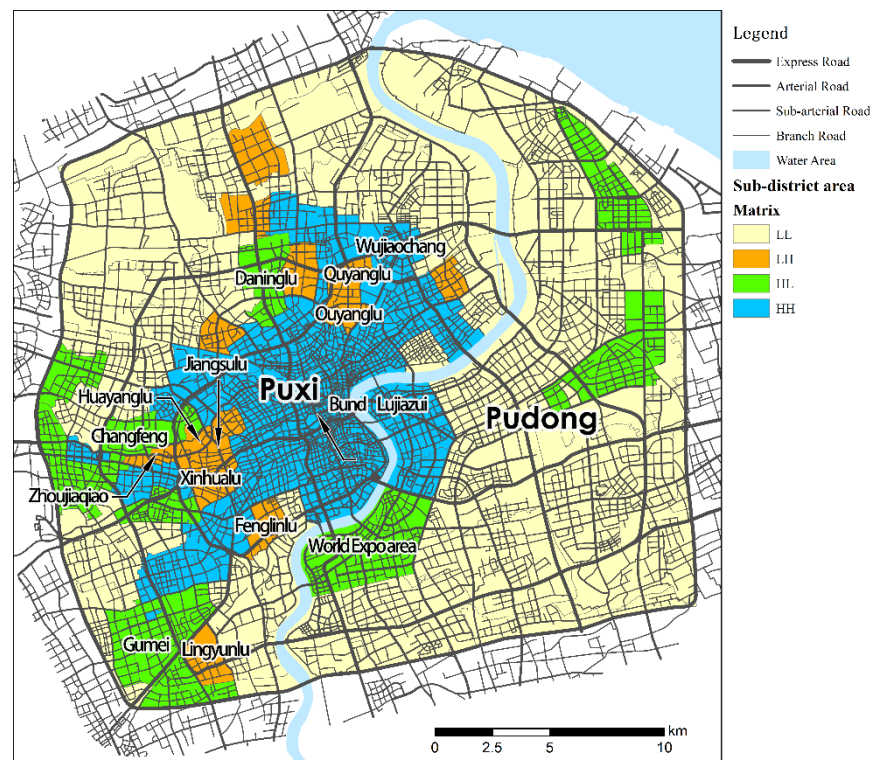 Legend
Express Road
Arterial Road
Sub-arterial Road
Branch Road
Water Area
Sub-district area
Matrix
LL
LH
HL
HH
Wujiaochang
Daninglu
Quyanglu
Ouyanglu
Jiangsulu
Huayanglu
Puxi
Bund
Lujiazui
Pudong
Changfeng
Xinhualu
Zhoujiaqiao
Fenglinlu
World Expo area
Gumei
Lingyunlu
km
0 2.5 5 10